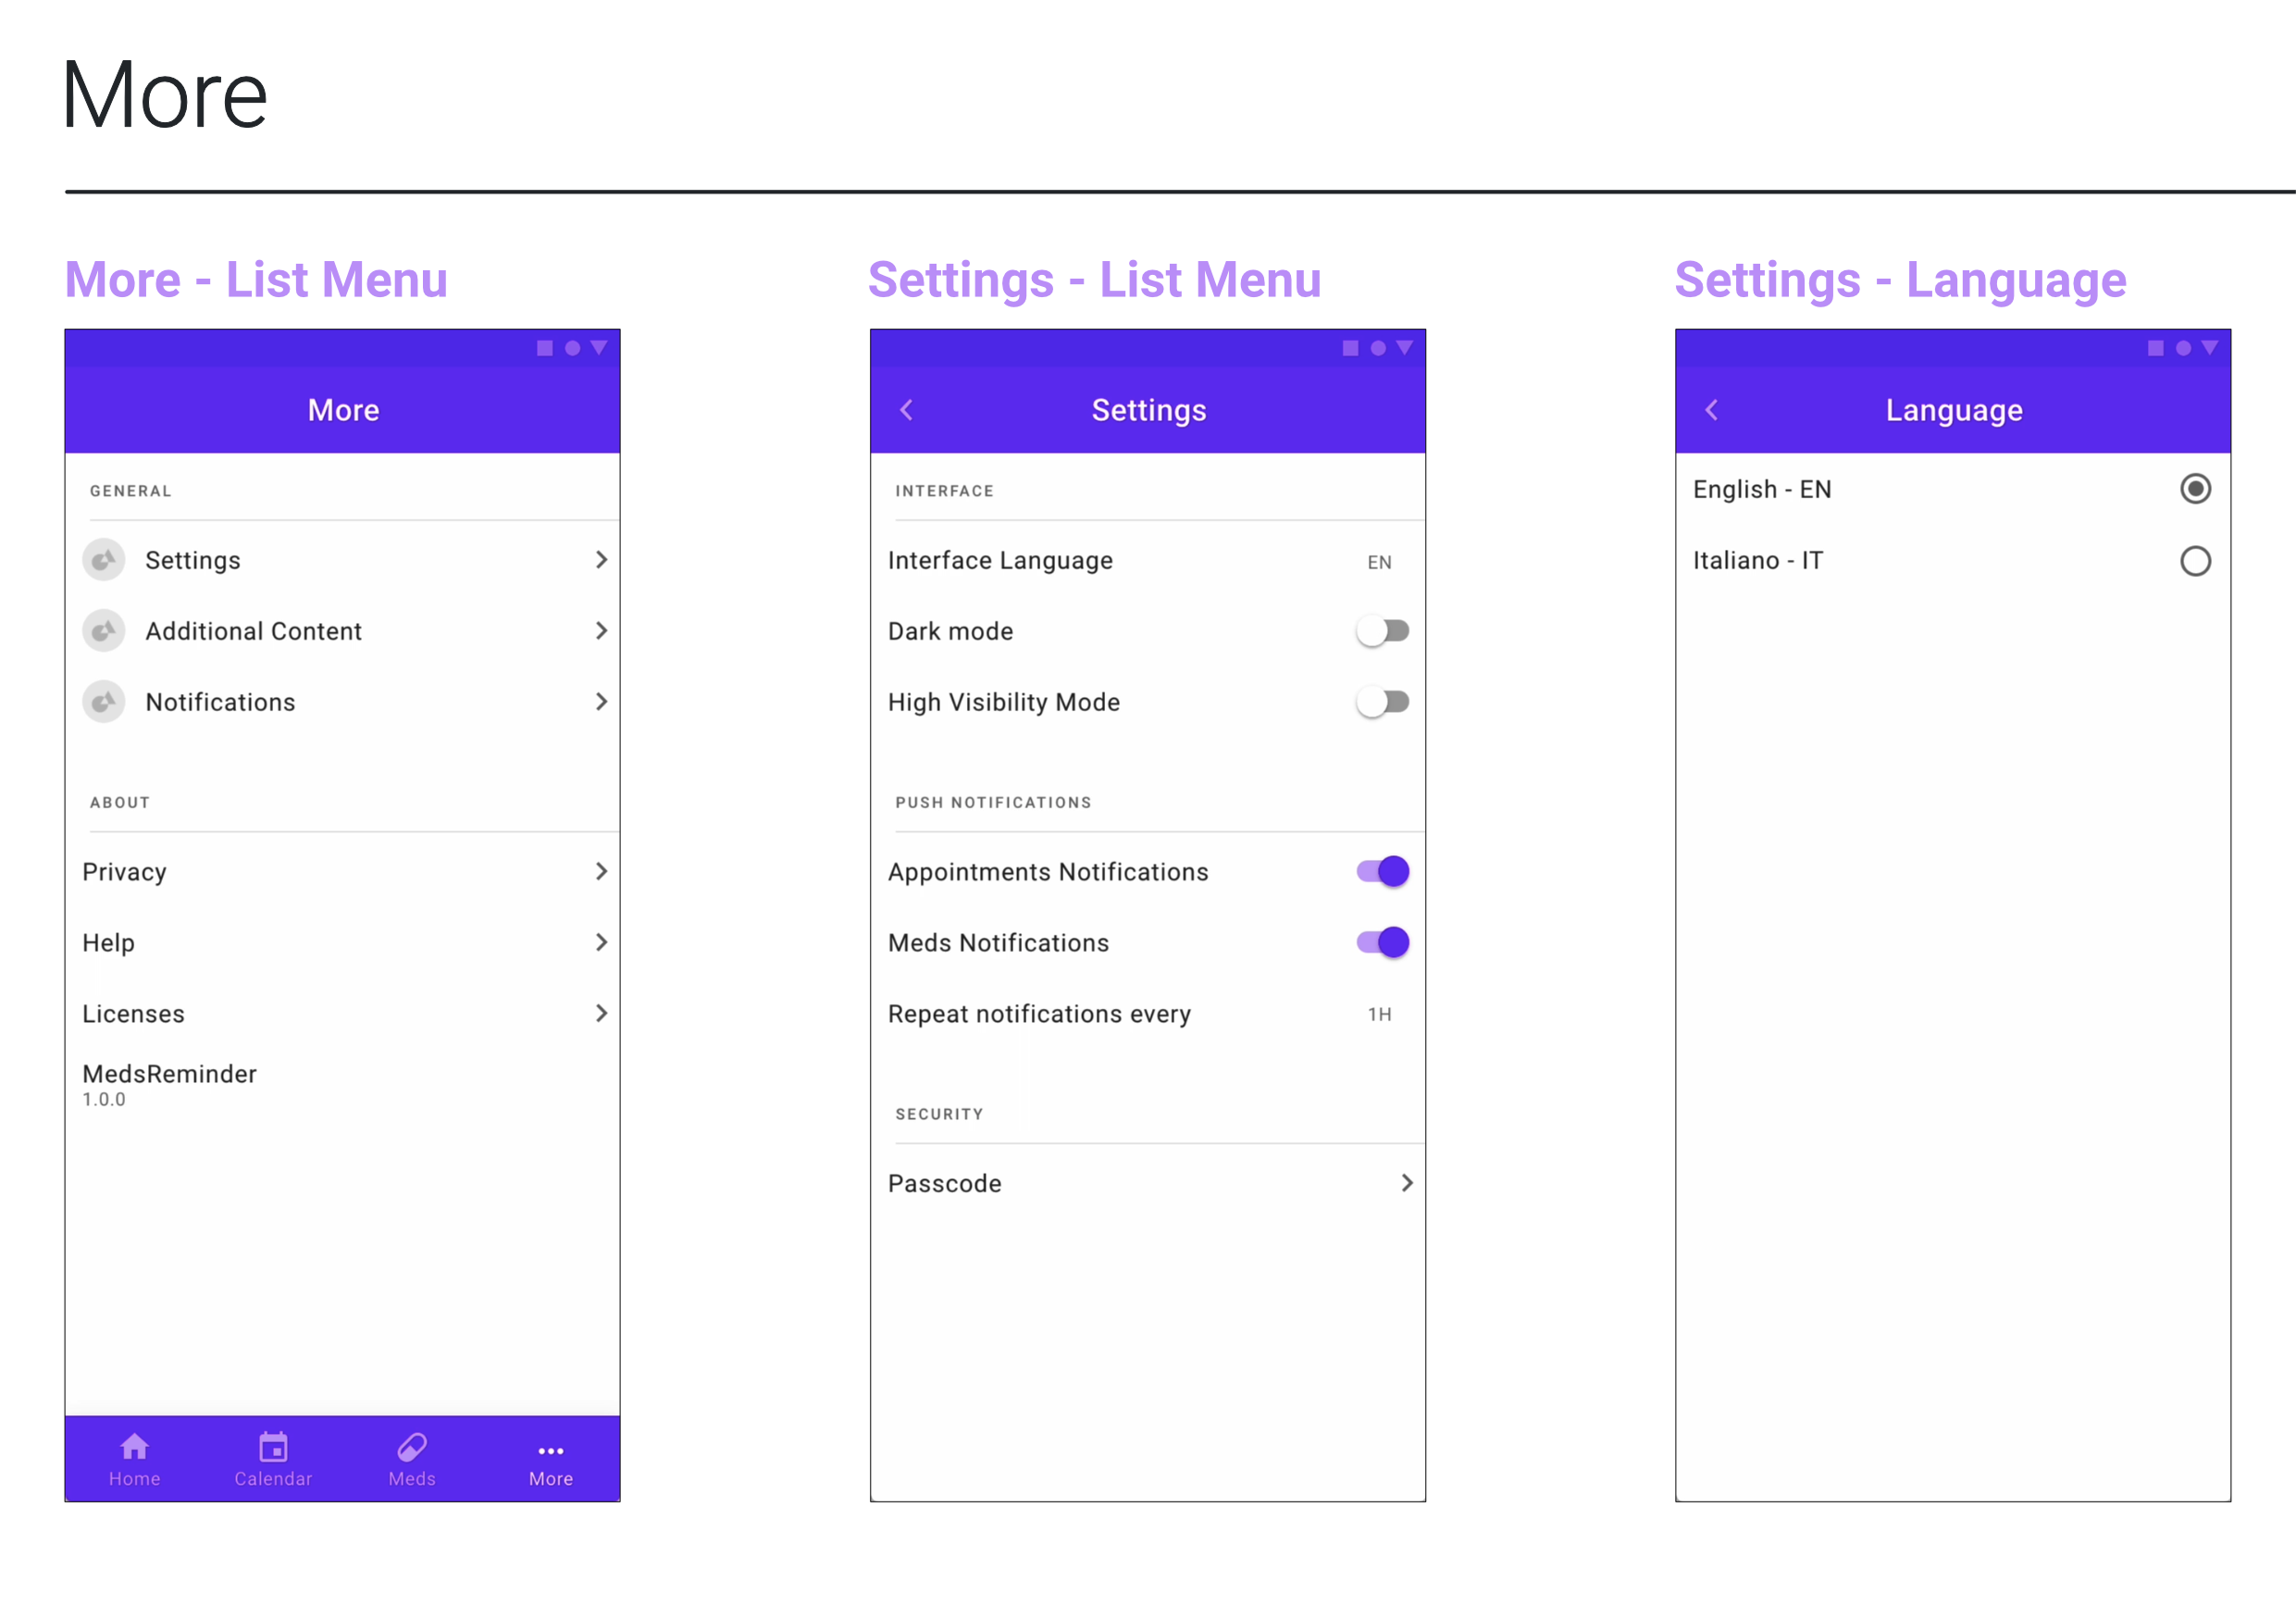 More
More - List Menu
More
GENERAL
Settings
Additional Content
Notifications
ABOUT
Privacy
Help
Licenses
MedsReminder
1.0.0
Home
Calendar
Meds
More
Settings - List Menu
Settings
INTERFACE
Interface Language
EN
Dark mode
High Visibility Mode
PUSH NOTIFICATIONS
Appointments Notifications
Meds Notifications
Repeat notifications every
1H
SECURITY
Passcode
Settings - Language
Language
English - EN
Italiano - IT